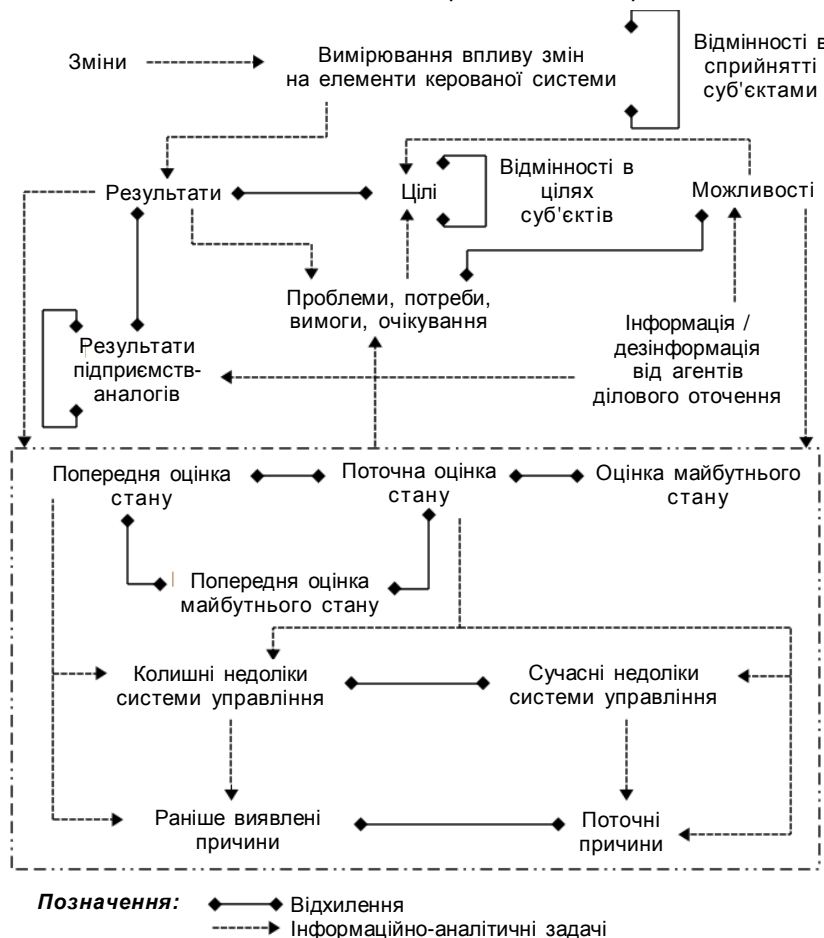 Зміни
Вимірювання впливу змін
на елементи керованої системи
Відмінності в
сприйнятті
суб'єктами
Результати
Цілі
Відмінності в
цілях
суб'єктів
Можливості
Проблеми, потреби,
вимоги, очікування
Результати
підприємств-
аналогів
Інформація /
дезінформація
від агентів
ділового оточення
Попередня оцінка
стану
Поточна оцінка
стану
Оцінка майбутнього
стану
Попередня оцінка
майбутнього стану
Колишні недоліки
системи управління
Сучасні недоліки
системи управління
Раніше виявлені
причини
Поточні
причини
Позначення:
Відхилення
Інформаційно-аналітичні задачі